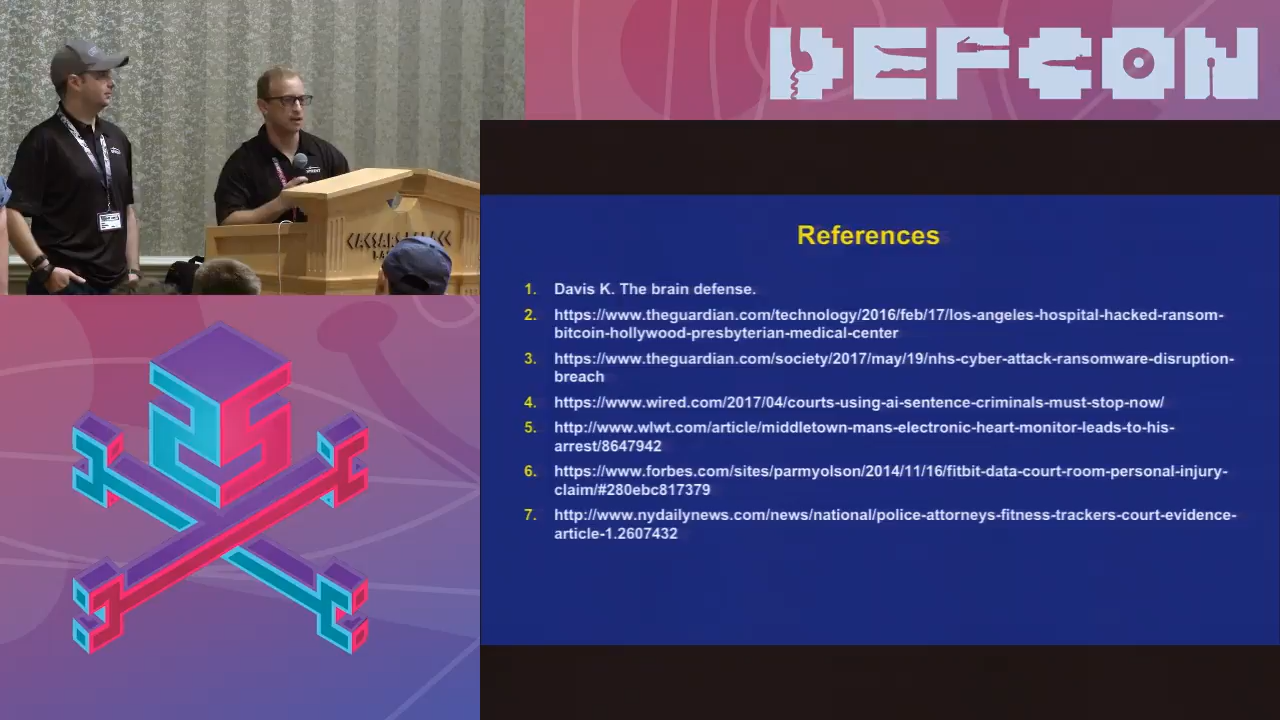 DEFCON
CAESARS PALACE
References
1. Davis K. The brain defense.
2. https://www.theguardian.com/technology/2016/feb/17/los-angeles-hospital-hacked-ransom-
bitcoin-hollywood-presbyterian-medical-center
3. https://www.theguardian.com/society/2017/may/19/nhs-cyber-attack-ransomware-disruption-
breach
4. https://www.wired.com/2017/04/courts-using-ai-sentence-criminals-must-stop-now/
5. http://www.wlwt.com/article/middletown-mans-electronic-heart-monitor-leads-to-his-
arrest/8647942
6. https://www.forbes.com/sites/parmyolson/2014/11/16/fitbit-data-court-room-personal-injury-
claim/#280ebc817379
7. http://www.nydailynews.com/news/national/police-attorneys-fitness-trackers-court-evidence-
article-1.2607432